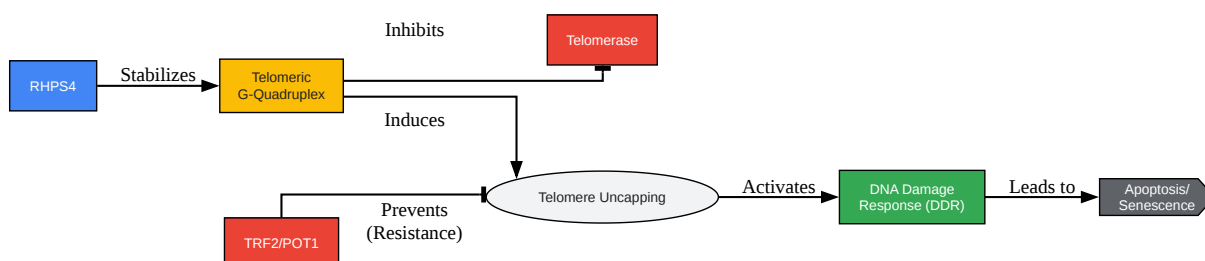 Inhibits
Telomerase
RHPS4
Stabilizes
Telomeric
G-Quadruplex
Induces
Telomere Uncapping
Activates
DNA Damage
Response (DDR)
Leads to
Apoptosis/
Senescence
Prevents
(Resistance)
TRF2/POT1